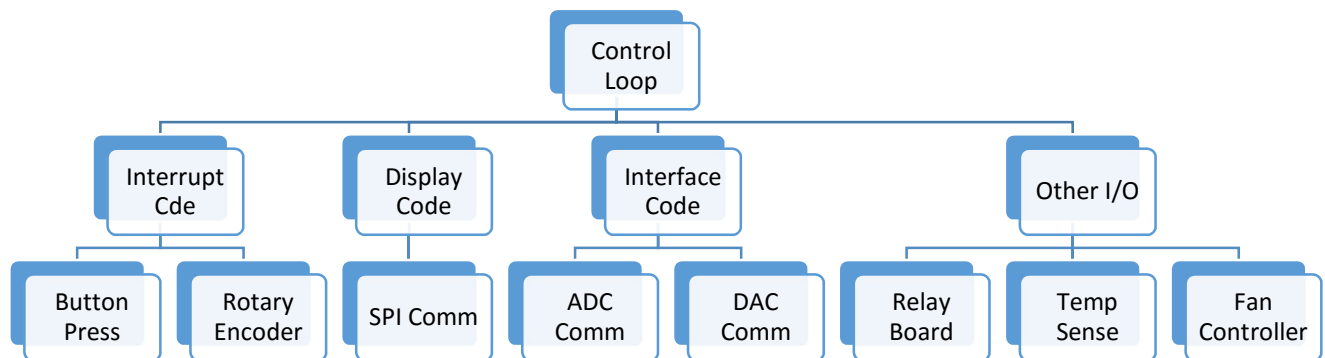 Control
Loop
Interrupt
Cde
Display
Code
Interface
Code
Other I/O
Button
Press
Rotary
Encoder
SPI Comm
ADC
Comm
DAC
Comm
Relay
Board
Temp
Sense
Fan
Controller